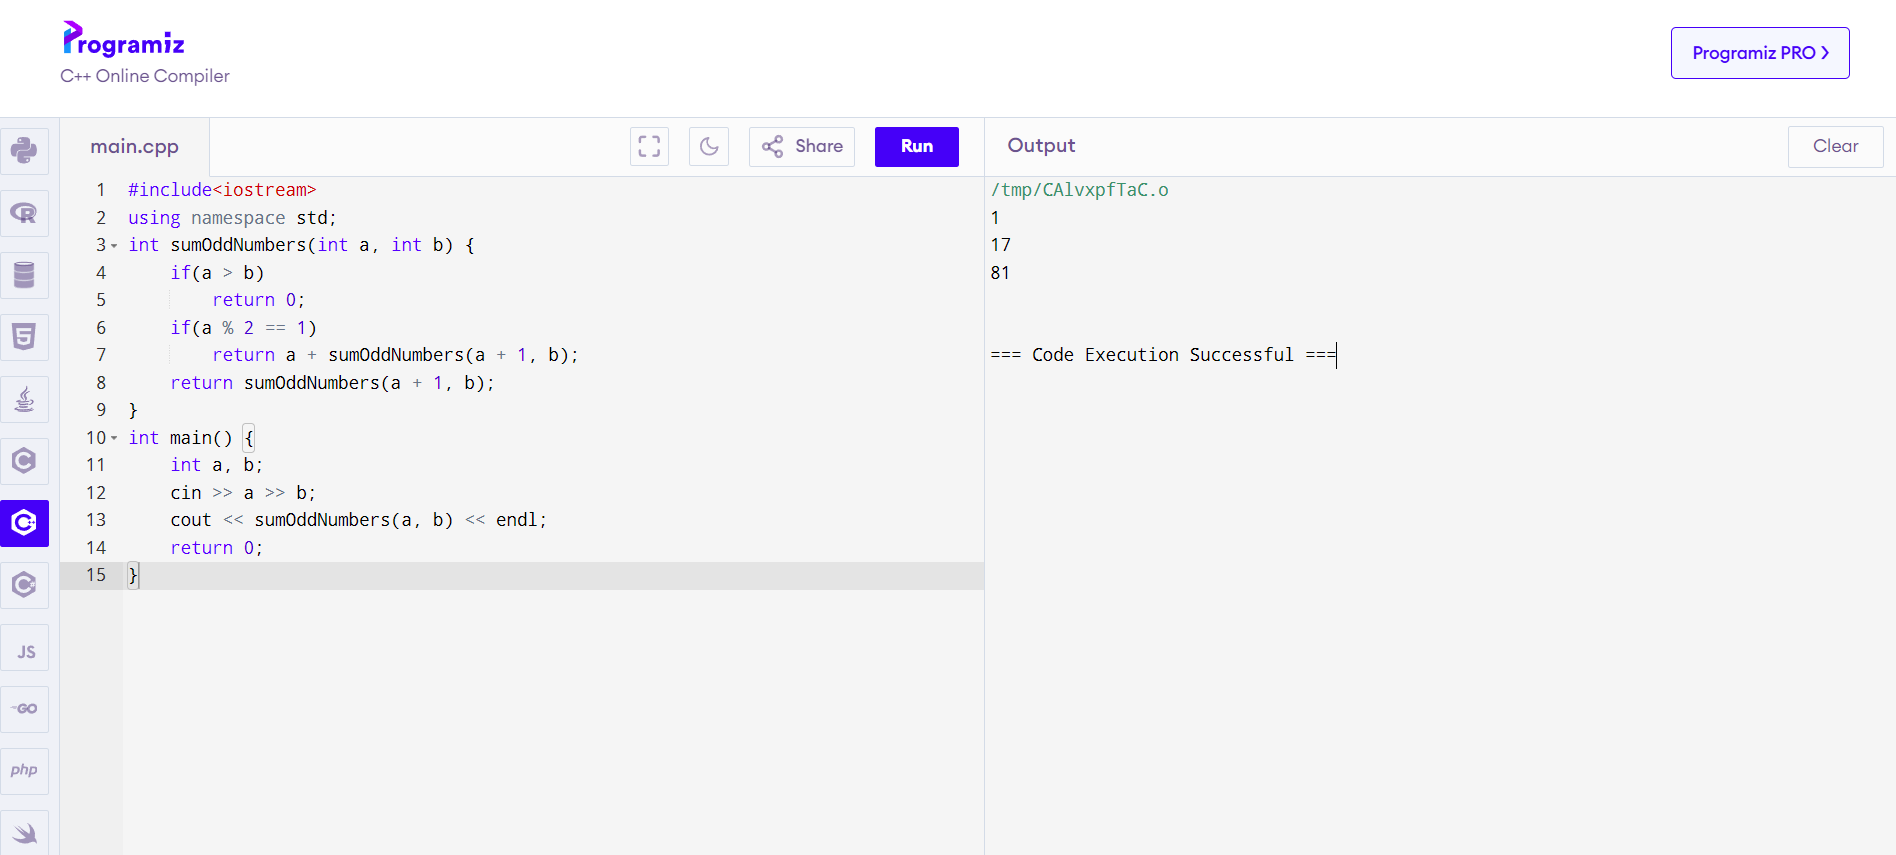 Programiz
C++ Online Compiler
Programiz PRO
main.cpp
Share
Run
Output
Clear
1 #include<iostream>
2 using namespace std;
3 int sumOddNumbers(int a, int b) {
4     if(a > b)
5         return 0;
6     if(a % 2 == 1)
7         return a + sumOddNumbers(a + 1, b);
8     return sumOddNumbers(a + 1, b);
9 }
10 int main() {
11     int a, b;
12     cin >> a >> b;
13     cout << sumOddNumbers(a, b) << endl;
14     return 0;
15 }
/tmp/CAlvxpfTaC.o
1
17
81
=== Code Execution Successful ===
R
5
C
C+
C#
JS
GO
php